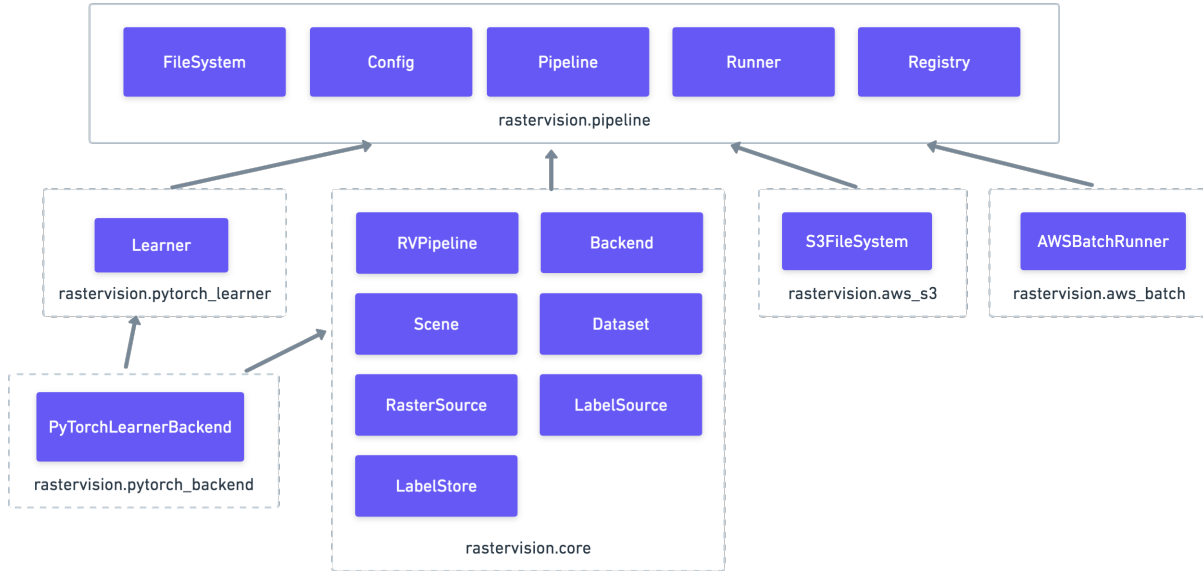 FileSystem
Config
Pipeline
Runner
Registry
rastervision.pipeline
Learner
rastervision.pytorch_learner
RVPipeline
Backend
Scene
Dataset
RasterSource
LabelSource
LabelStore
rastervision.core
S3FileSystem
rastervision.aws_s3
AWSBatchRunner
rastervision.aws_batch
PyTorchLearnerBackend
rastervision.pytorch_backend